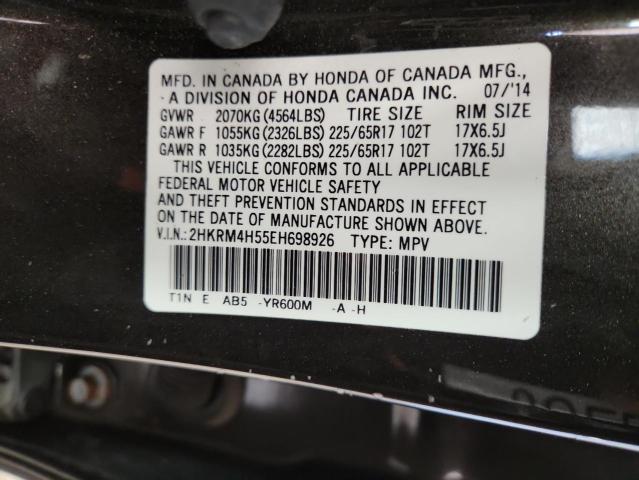 MFD. IN CANADA BY HONDA OF CANADA MFG.,
A DIVISION OF HONDA CANADA INC. 07/'14
GVWR 2070KG(4564LBS) TIRE SIZE RIM SIZE
GAWR F 1055KG(2326LBS) 225/65R17 102T 17X6.5J
GAWR R 1035KG(2282LBS) 225/65R17 102T 17X6.5J
THIS VEHICLE CONFORMS TO ALL APPLICABLE
FEDERAL MOTOR VEHICLE SAFETY
AND THEFT PREVENTION STANDARDS IN EFFECT
ON THE DATE OF MANUFACTURE SHOWN ABOVE.
V.I.N.: 2HKRM4H55EH698926 TYPE: MPV
T1N E AB5 -YR600M -A -H